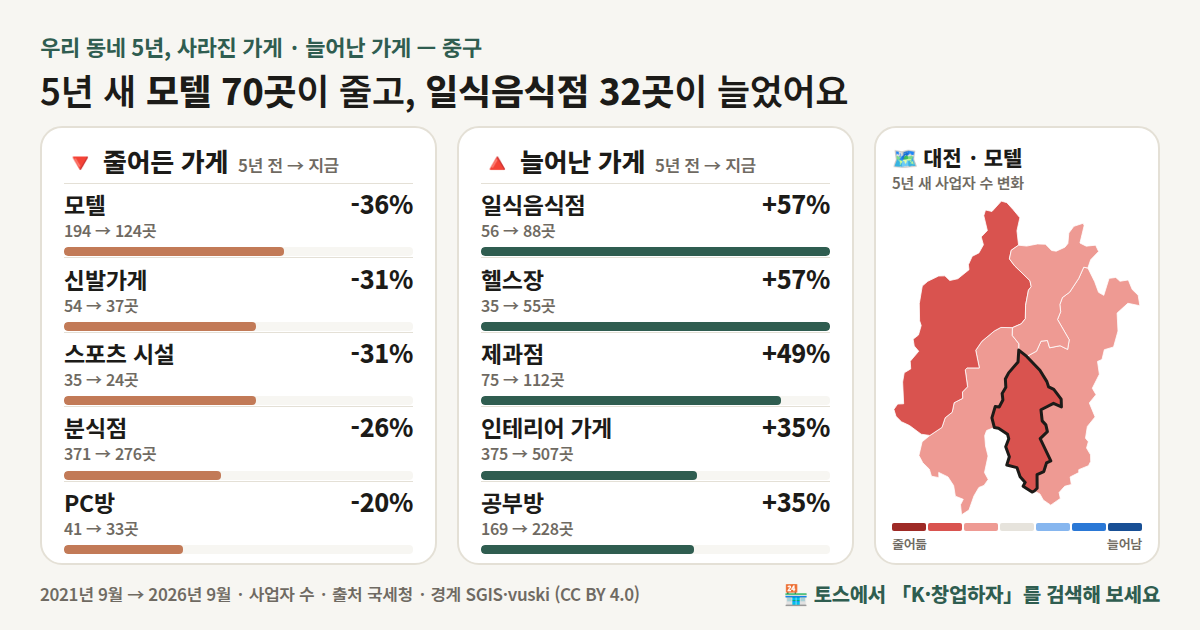 우리 동네 5년, 사라진 가게 · 늘어난 가게 — 중구
5년 새 모텔 70곳이 줄고, 일식음식점 32곳이 늘었어요
🔻 줄어든 가게 5년 전 → 지금
모텔 -36%
194 → 124곳
신발가게 -31%
54 → 37곳
스포츠 시설 -31%
35 → 24곳
분식점 -26%
371 → 276곳
PC방 -20%
41 → 33곳
🔺 늘어난 가게 5년 전 → 지금
일식음식점 +57%
56 → 88곳
헬스장 +57%
35 → 55곳
제과점 +49%
75 → 112곳
인테리어 가게 +35%
375 → 507곳
공부방 +35%
169 → 228곳
🗺️ 대전 · 모텔
5년 새 사업자 수 변화
줄어듦 늘어남
2021년 9월 → 2026년 9월 · 사업자 수 · 출처 국세청 · 경계 SGIS·vuski (CC BY 4.0)
🏪 토스에서 「K·창업하자」를 검색해 보세요